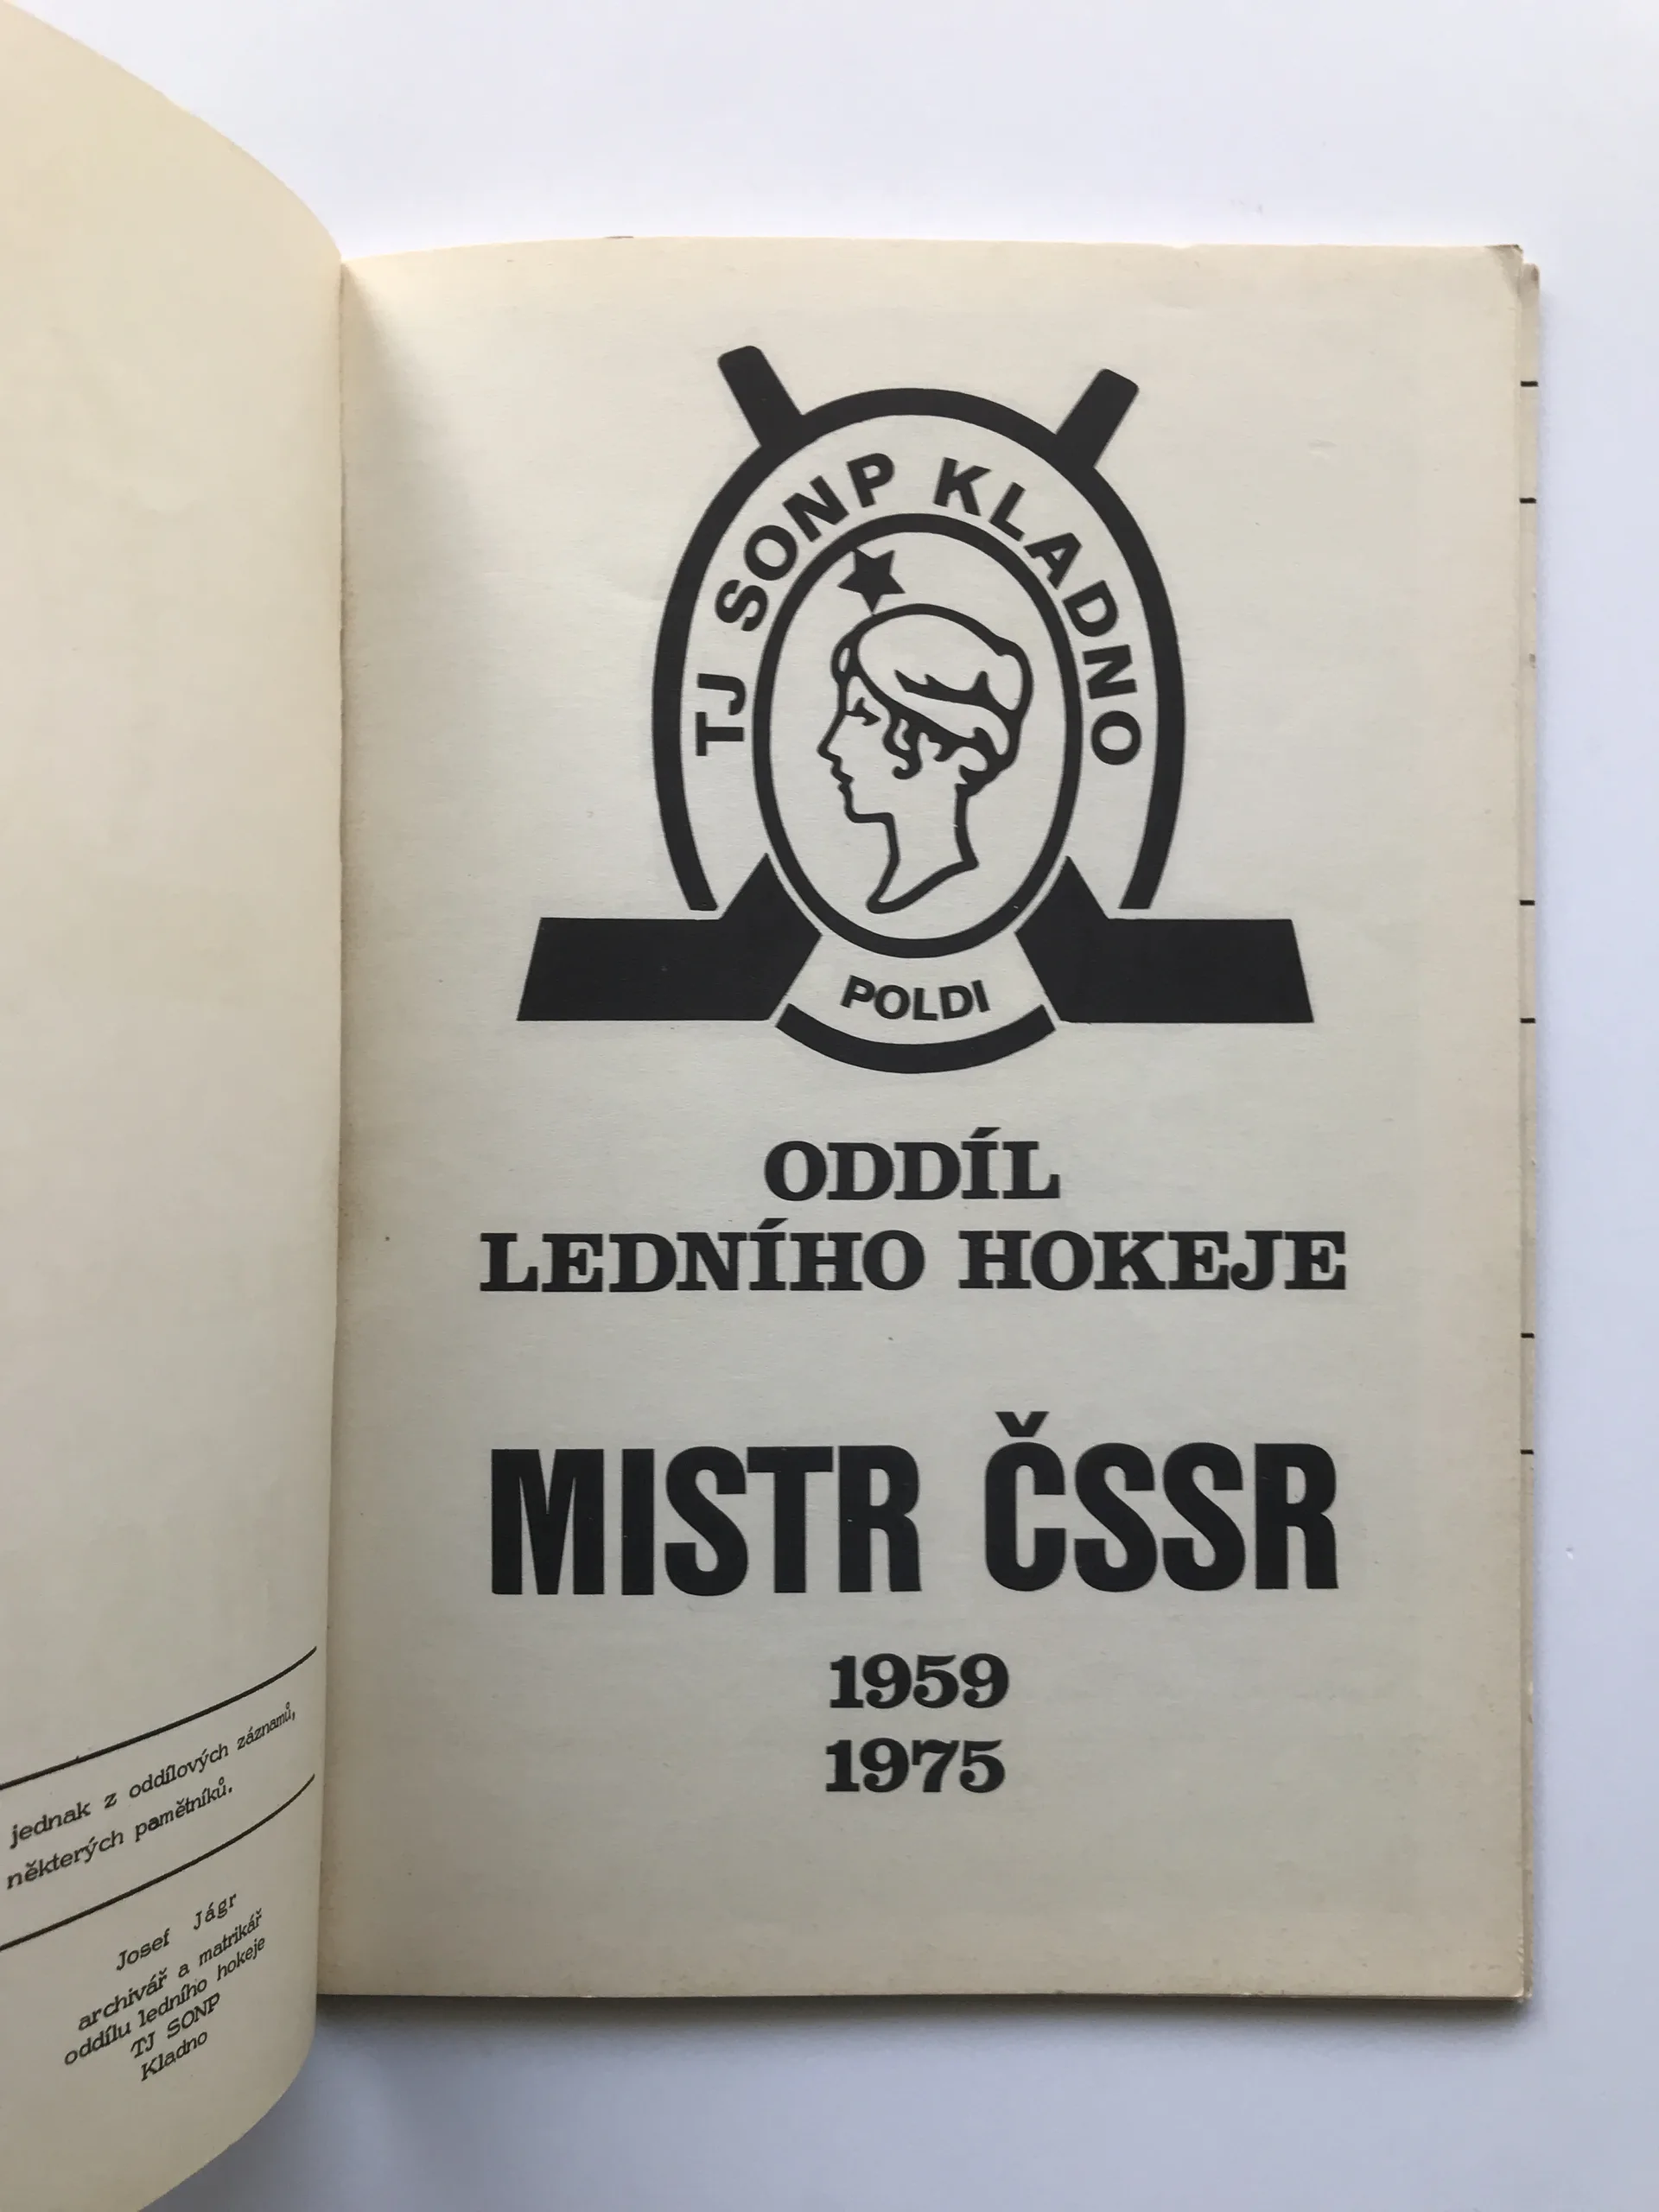 jednak z oddílových záznamů,
některých pamětníků.
Josef Jágr
archivář a matrikář
oddílu ledního hokeje
TJ SONP
Kladno
TJ SONP KLADNO
POLDI
ODDÍL
LEDNÍHO HOKEJE
MISTR ČSSR
1959
1975